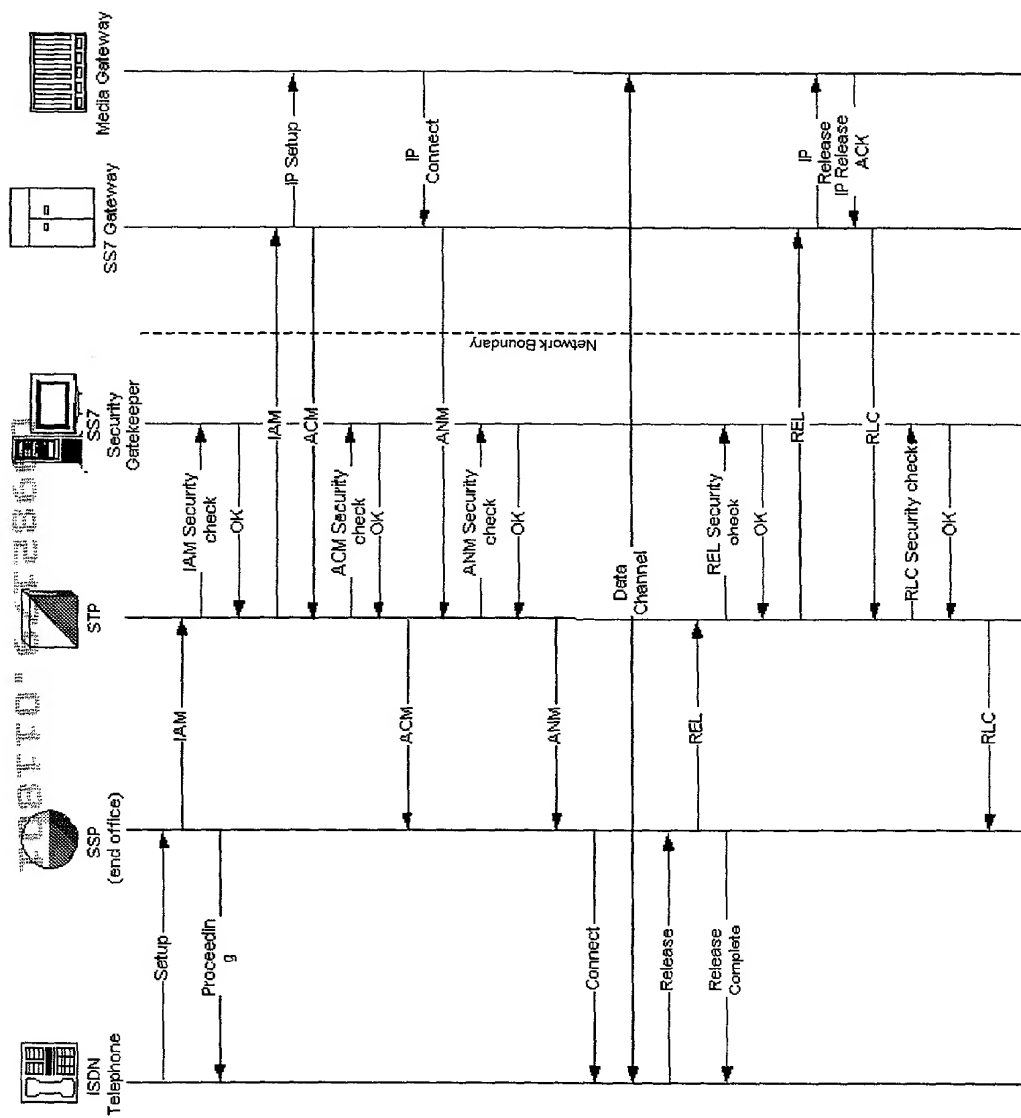 ISDN
Telephone
SSP
(end office)
STP
SS7
Security
Gatekeeper
SS7 Gateway
Media Gateway
Setup
IAM
IAM Security
check
Proceedin
g
OK
IAM
IP Setup
ACM
ACM Security
check
OK
ACM
IP
Connect
ANM
ANM Security
check
OK
ANM
Connect
Network Boundary
Data
Channel
Release
REL
REL Security
check
Release
Complete
OK
REL
IP
Release
IP Release
ACK
RLC
RLC Security check
OK
RLC